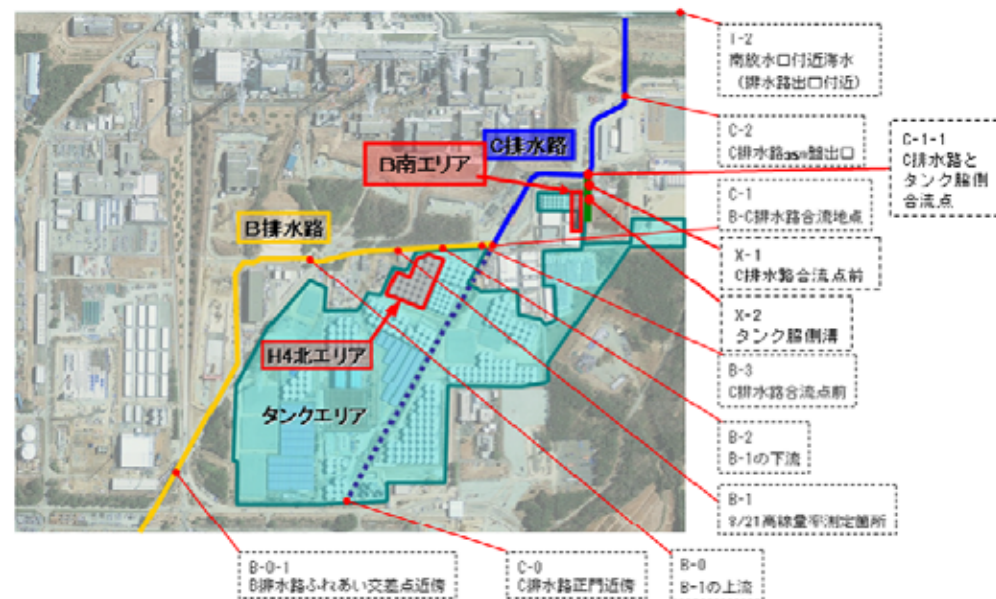 T-2
南放水口付近海水
（排水路出口付近）
C-2
C排水路35m盤出口
C-1-1
C排水路と
タンク脇側
合流点
C排水路
B南エリア
C-1
B-C排水路合流地点
B排水路
X-1
C排水路合流点前
X-2
タンク脇側溝
H4北エリア
B-3
C排水路合流点前
タンクエリア
B-2
B-1の下流
B-1
8/21高線量率測定箇所
B-0-1
B排水路ふれあい交差点近傍
C-0
C排水路正門近傍
B-0
B-1の上流